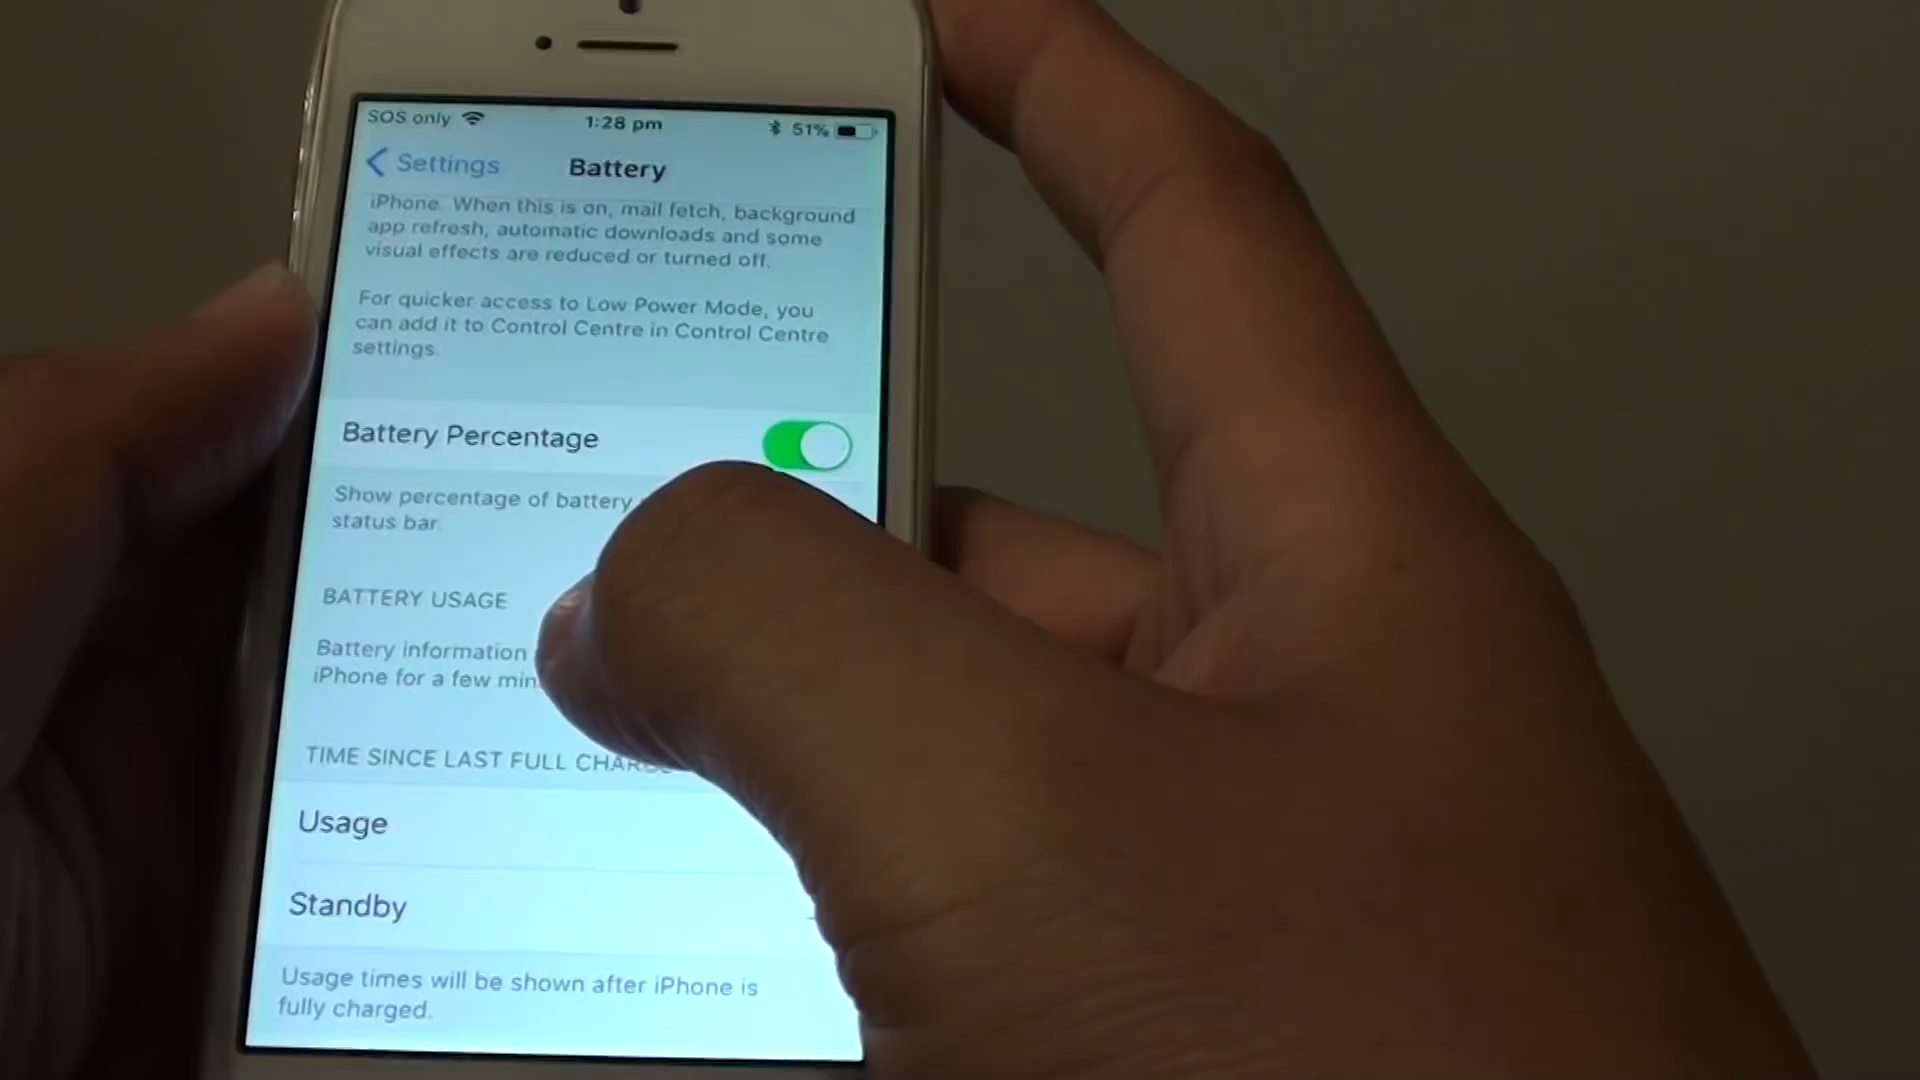 SOS only 1:28 pm 51%
Settings Battery
iPhone. When this is on, mail fetch, background
app refresh, automatic downloads and some
visual effects are reduced or turned off.
For quicker access to Low Power Mode, you
can add it to Control Centre in Control Centre
settings.
Battery Percentage
Show percentage of battery
status bar.
BATTERY USAGE
Battery information
iPhone for a few min
TIME SINCE LAST FULL CHARGE
Usage
Standby
Usage times will be shown after iPhone is
fully charged.